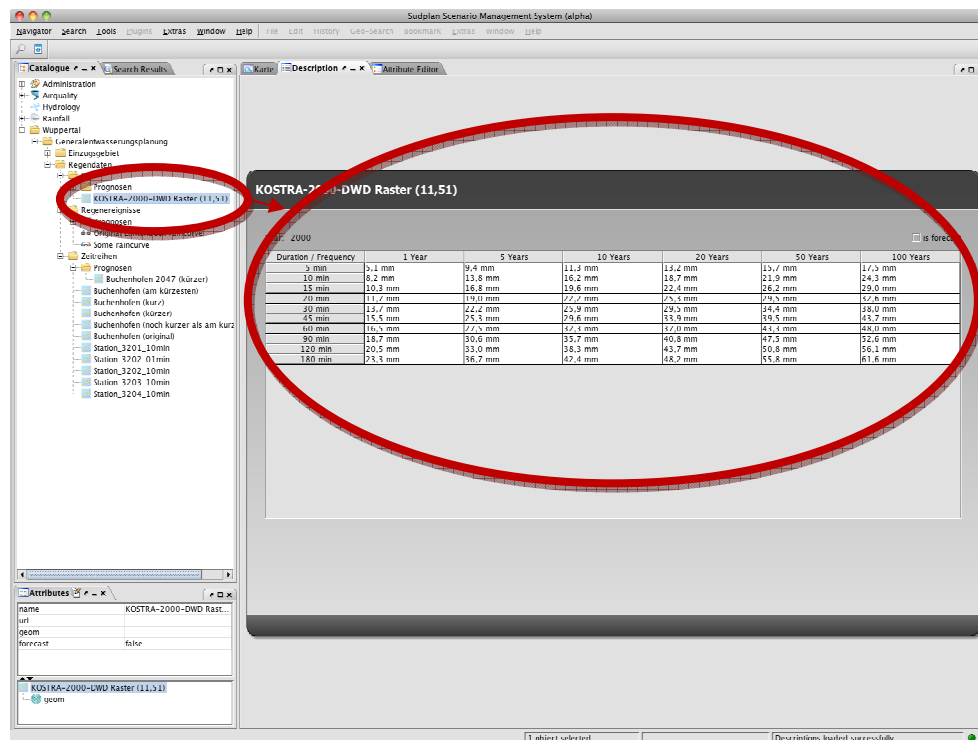 Sudplan Scenario Management System (alpha)
Navigator Search Tools Plugins Extras Window Help File Edit History Geo-Search Bookmark Extras Window Help
Catalogue
Search Results
Karte
Description
Attribute Editor
Administration
Airquality
Hydrology
Rainfall
Wuppertal
Generalentwässerungsplanung
Einzugsgebiet
Regendaten
Prognosen
KOSTRA-2000-DWD Raster (11,51)
Regenereignisse
Prognosen
Some raincurve
Zeitreihen
Prognosen
Buchenhofen 2047 (kürzer)
Buchenhofen (am kürzesten)
Buchenhofen (kurz)
Buchenhofen (kürzer)
Buchenhofen (noch kurzer als am kurz
Buchenhofen (original)
Station_3201_10min
Station_3202_01min
Station_3202_10min
Station_3203_10min
Station_3204_10min
KOSTRA-2000-DWD Raster (11,51)
2000
is forecast
Duration / Frequency 1 Year 5 Years 10 Years 20 Years 50 Years 100 Years
5 min 5,1 mm 9,4 mm 11,3 mm 13,2 mm 15,7 mm 17,5 mm
10 min 8,2 mm 13,8 mm 16,2 mm 18,7 mm 21,9 mm 24,3 mm
15 min 10,3 mm 16,8 mm 19,6 mm 22,4 mm 26,2 mm 29,0 mm
20 min 11,7 mm 19,0 mm 22,2 mm 25,3 mm 29,5 mm 32,6 mm
30 min 13,7 mm 22,2 mm 25,9 mm 29,5 mm 34,4 mm 38,0 mm
45 min 15,5 mm 25,3 mm 29,6 mm 33,9 mm 39,5 mm 43,7 mm
60 min 16,5 mm 27,5 mm 32,3 mm 37,0 mm 43,3 mm 48,0 mm
90 min 18,7 mm 30,6 mm 35,7 mm 40,8 mm 47,5 mm 52,6 mm
120 min 20,5 mm 33,0 mm 38,3 mm 43,7 mm 50,8 mm 56,1 mm
180 min 23,3 mm 36,7 mm 42,4 mm 48,2 mm 55,8 mm 61,6 mm
Attributes
name KOSTRA-2000-DWD Rast...
url
geom
forecast false
KOSTRA-2000-DWD Raster (11,51)
geom
1 object selected
Descriptions loaded successfully